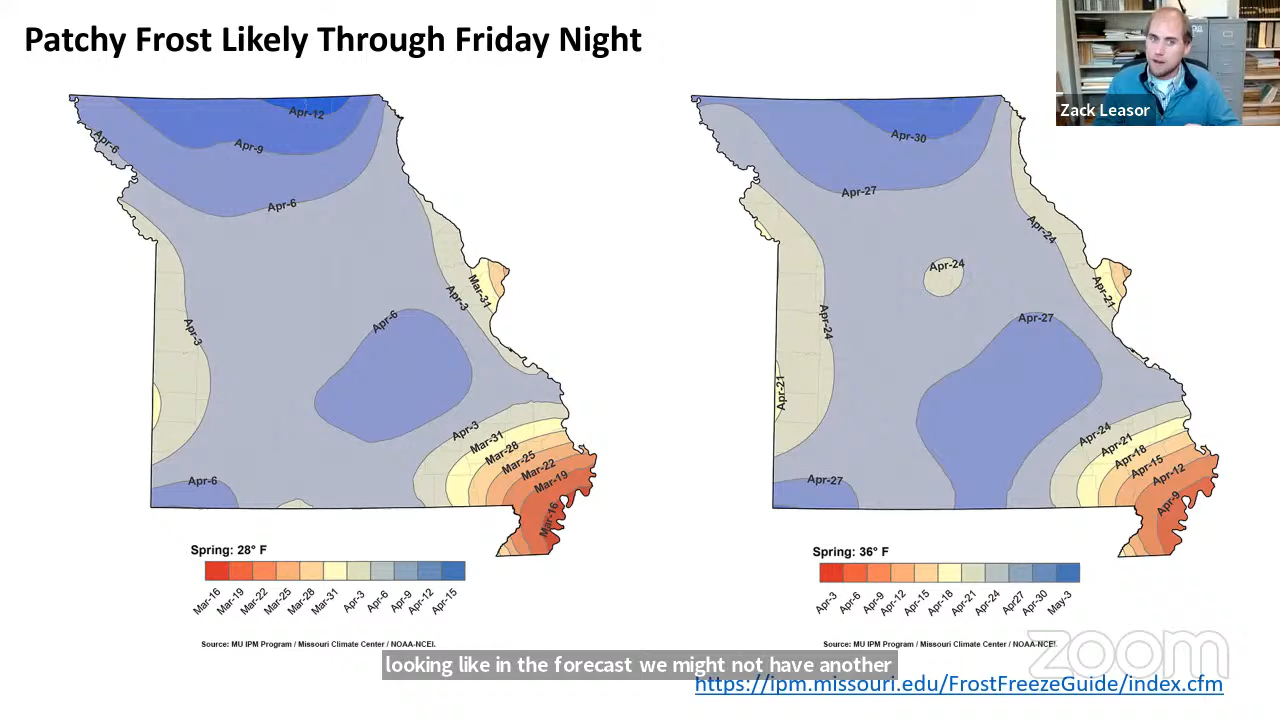 Patchy Frost Likely Through Friday Night
Zack Leasor
Apr-12
Apr-6
Apr-9
Apr-6
Mar-31
Apr-3
Apr-6
Apr-3
Apr-3
Mar-31
Mar-28
Mar-25
Mar-22
Mar-19
Mar-16
Apr-6
Spring: 28° F
Mar-16 Mar-19 Mar-22 Mar-25 Mar-28 Mar-31 Apr-3 Apr-6 Apr-9 Apr-12 Apr-15
Source: MU IPM Program / Missouri Climate Center / NOAA-NCEI.
Apr-30
Apr-27
Apr-24
Apr-24
Apr-21
Apr-27
Apr-24
Apr-21
Apr-24
Apr-21
Apr-18
Apr-15
Apr-12
Apr-9
Apr-27
Spring: 36° F
Apr-3 Apr-6 Apr-9 Apr-12 Apr-15 Apr-18 Apr-21 Apr-24 Apr27 Apr-30 May-3
Source: MU IPM Program / Missouri Climate Center / NOAA-NCEI.
zoom
looking like in the forecast we might not have another
https://ipm.missouri.edu/FrostFreezeGuide/index.cfm